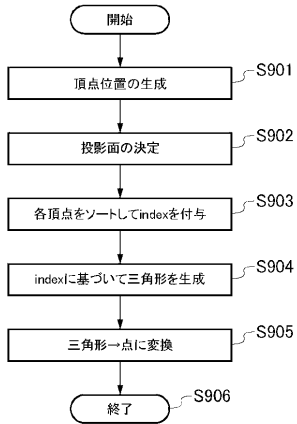 開始
頂点位置の生成
S901
投影面の決定
S902
各頂点をソートしてindexを付与
S903
indexに基づいて三角形を生成
S904
三角形→点に変換
S905
終了
S906